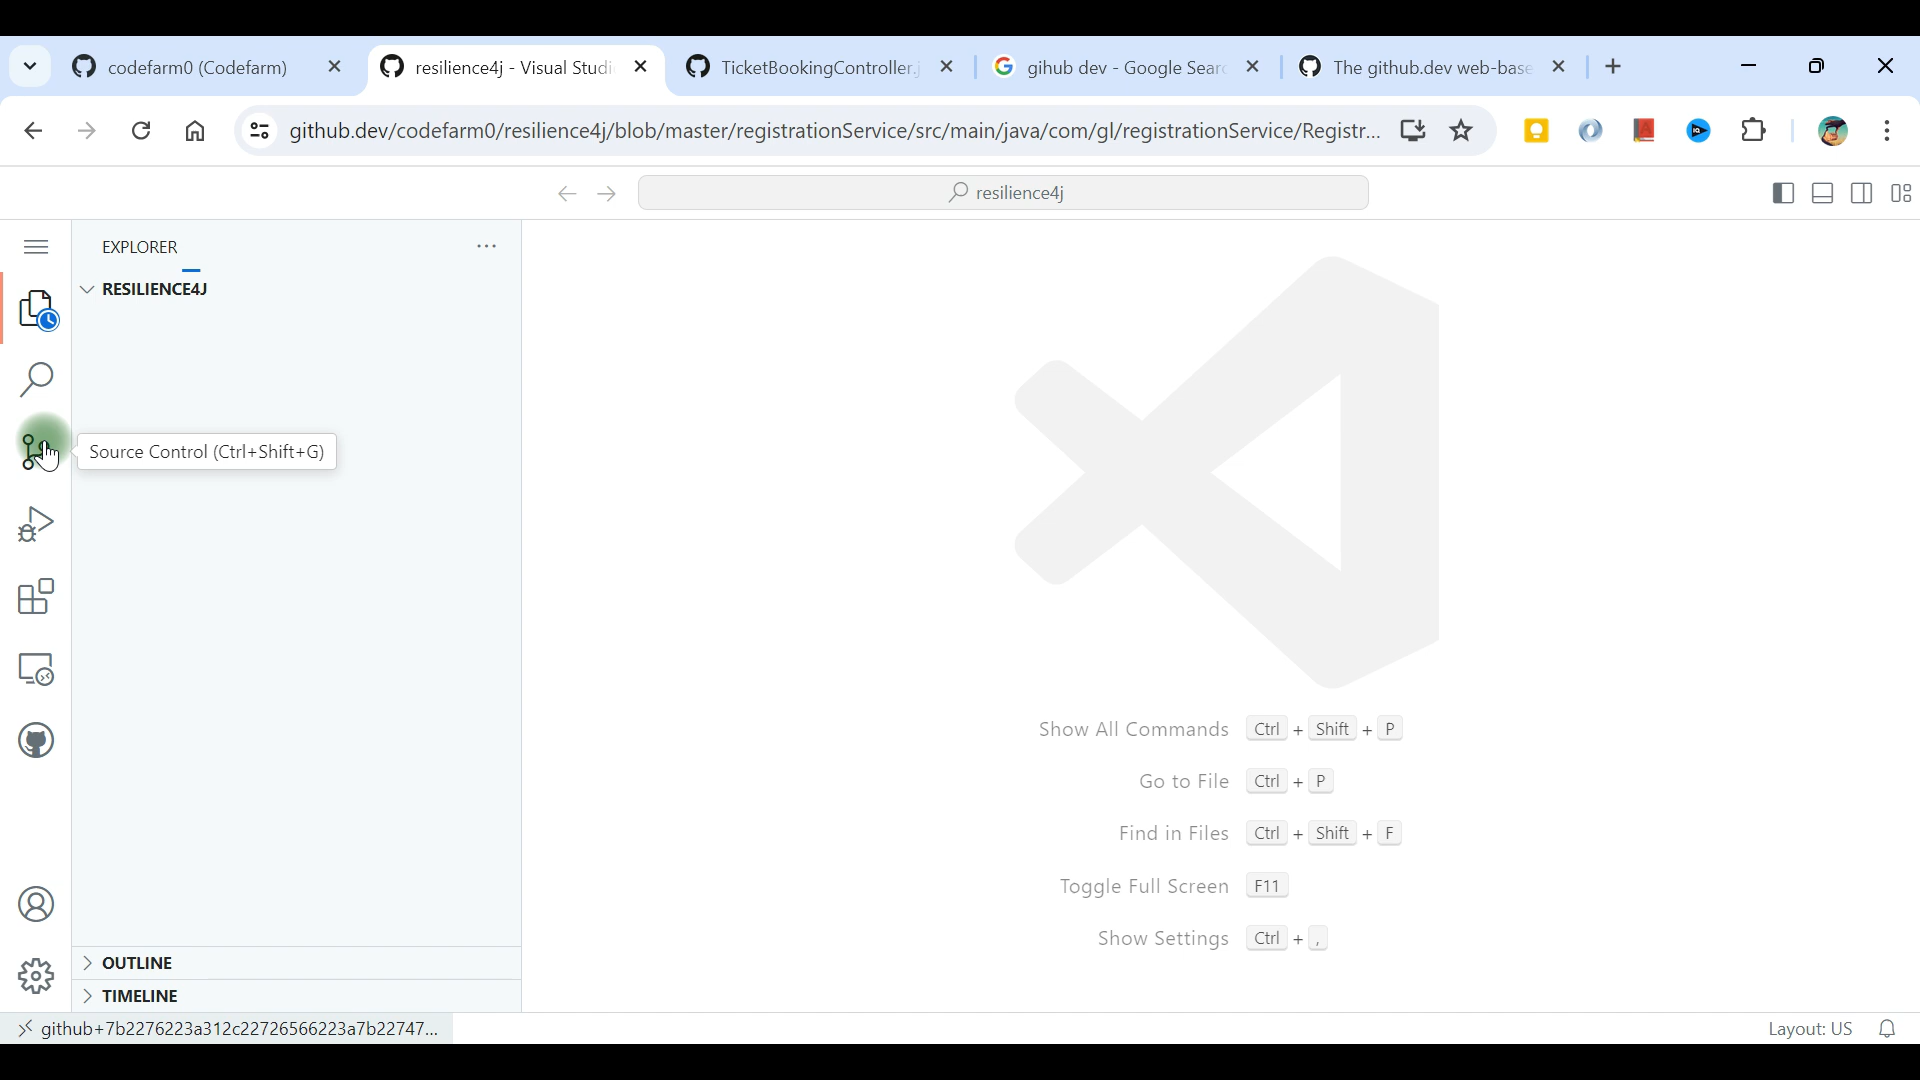 codefarm0 (Codefarm)
resilience4j - Visual Studi
TicketBookingController.j
gihub dev - Google Searc
The github.dev web-base
github.dev/codefarm0/resilience4j/blob/master/registrationService/src/main/java/com/gl/registrationService/Registr...
resilience4j
EXPLORER
RESILIENCE4J
Source Control (Ctrl+Shift+G)
Show All Commands Ctrl + Shift + P
Go to File Ctrl + P
Find in Files Ctrl + Shift + F
Toggle Full Screen F11
Show Settings Ctrl + ,
OUTLINE
TIMELINE
github+7b2276223a312c22726566223a7b22747...
Layout: US